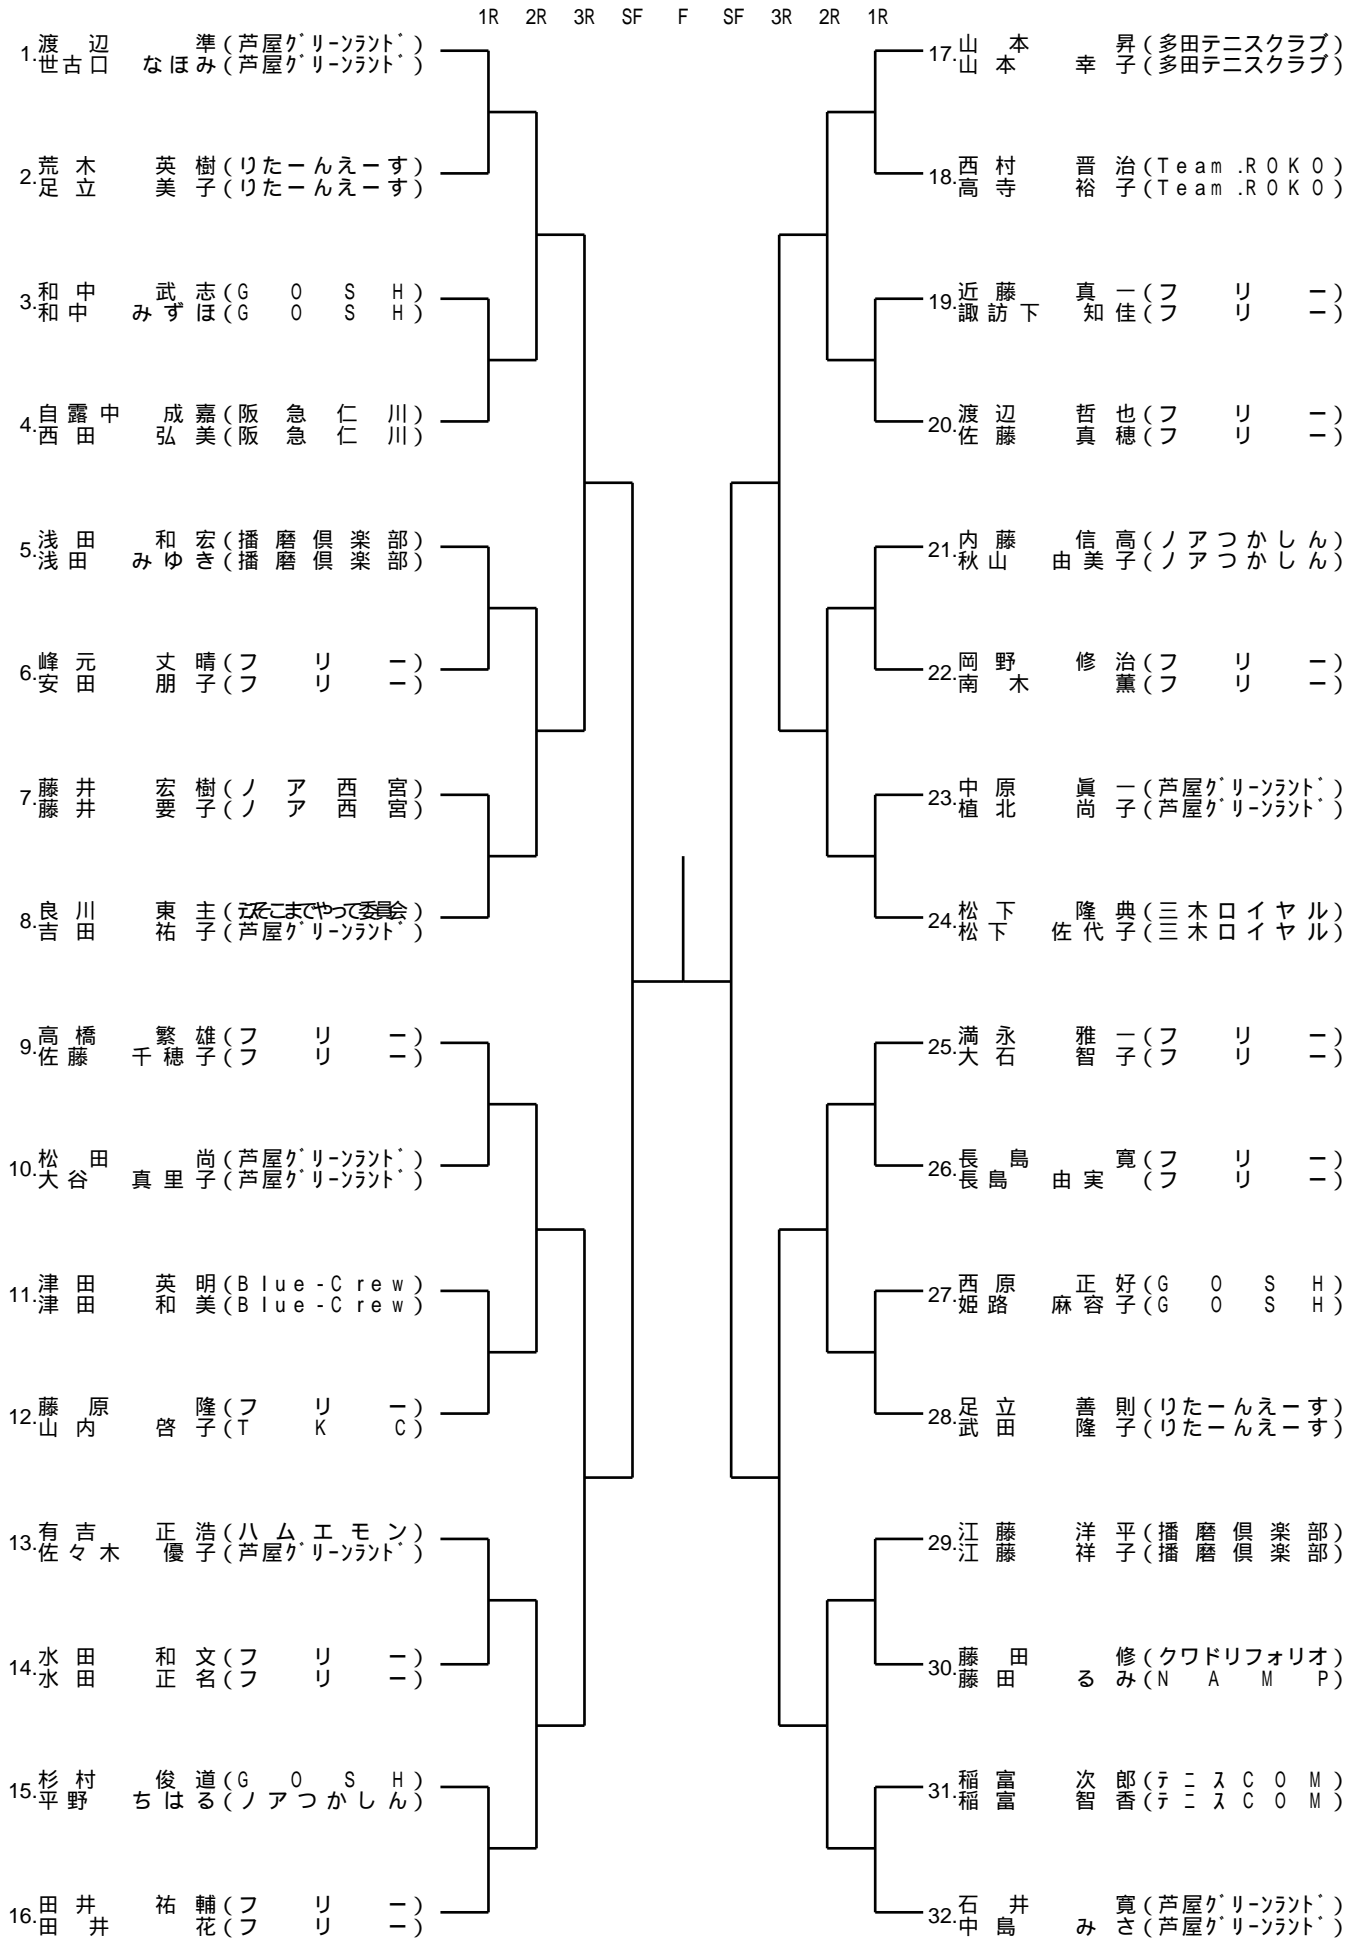 1R 2R 3R SF F SF 3R 2R 1R
1. 渡辺 準(芦屋グリーンランド)
世古口 なほみ(芦屋グリーンランド)
2. 荒木 英樹(りたーんえーす)
足立 美子(りたーんえーす)
3. 和中 武志(GOSH)
和中 みずほ(GOSH)
4. 自露中 成嘉(阪急仁川)
西田 弘美(阪急仁川)
5. 浅田 和宏(播磨倶楽部)
浅田 みゆき(播磨倶楽部)
6. 峰元 丈晴(フリー)
安田 朋子(フリー)
7. 藤井 宏樹(ノア西宮)
藤井 要子(ノア西宮)
8. 良川 東主(そこまでやって委員会)
吉田 祐子(芦屋グリーンランド)
9. 高橋 繁雄(フリー)
佐藤 千穂子(フリー)
10. 松田 尚(芦屋グリーンランド)
大谷 真里子(芦屋グリーンランド)
11. 津田 英明(Blue-Crew)
津田 和美(Blue-Crew)
12. 藤原 隆(フリー)
山内 啓子(TKC)
13. 有吉 正浩(ハムエモン)
佐々木 優子(芦屋グリーンランド)
14. 水田 和文(フリー)
水田 正名(フリー)
15. 杉村 俊道(GOSH)
平野 ちはる(ノアつかしん)
16. 田井 祐輔(フリー)
田井 花(フリー)
17. 山本 昇(多田テニスクラブ)
山本 幸子(多田テニスクラブ)
18. 西村 晋治(Team.ROKO)
高寺 裕子(Team.ROKO)
19. 近藤 真一(フリー)
諏訪下 知佳(フリー)
20. 渡辺 哲也(フリー)
佐藤 真穂(フリー)
21. 内藤 信高(ノアつかしん)
秋山 由美子(ノアつかしん)
22. 岡野 修治(フリー)
南木 薫(フリー)
23. 中原 眞一(芦屋グリーンランド)
植北 尚子(芦屋グリーンランド)
24. 松下 隆典(三木ロイヤル)
松下 佐代子(三木ロイヤル)
25. 満永 雅一(フリー)
大石 智子(フリー)
26. 長島 寛(フリー)
長島 由実(フリー)
27. 西原 正好(GOSH)
姫路 麻容子(GOSH)
28. 足立 善則(りたーんえーす)
武田 隆子(りたーんえーす)
29. 江藤 洋平(播磨倶楽部)
江藤 祥子(播磨倶楽部)
30. 藤田 修(クワドリフォリオ)
藤田 るみ(NAMP)
31. 稲富 次郎(テニスCOM)
稲富 智香(テニスCOM)
32. 石井 寛(芦屋グリーンランド)
中島 みさ(芦屋グリーンランド)